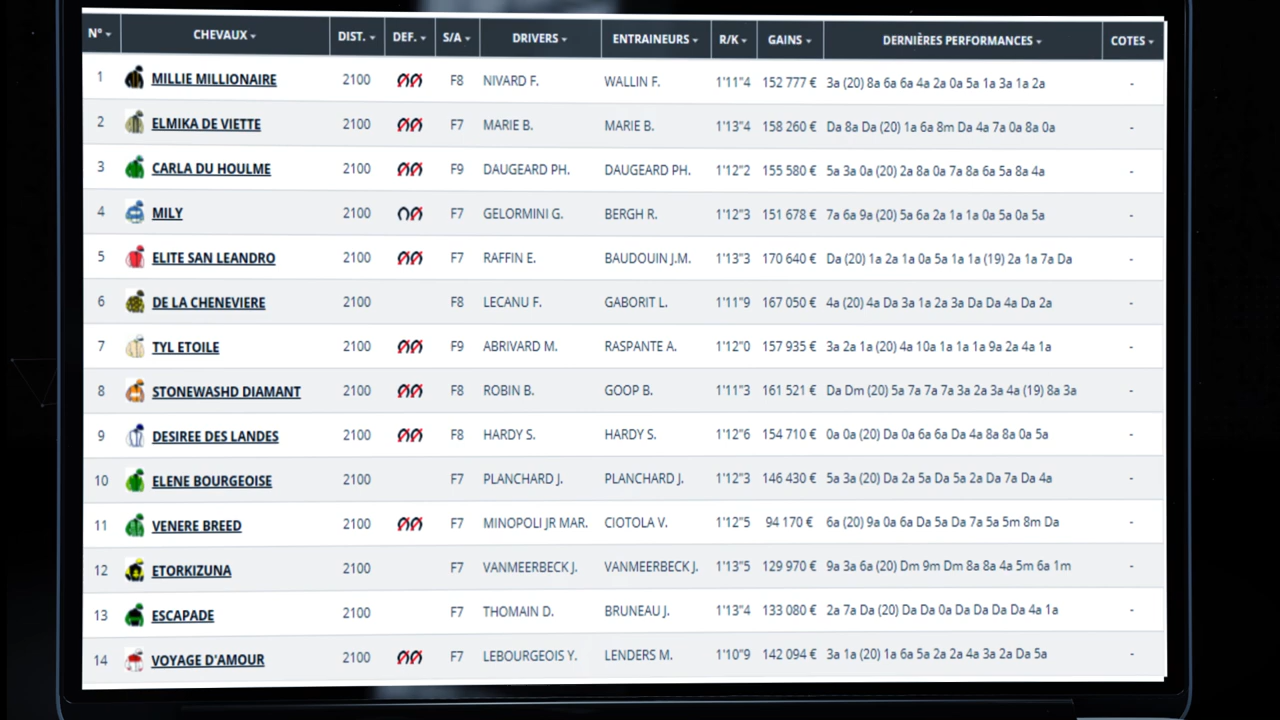 N° CHEVAUX DIST. DEF. S/A DRIVERS ENTRAINEURS R/K GAINS DERNIÈRES PERFORMANCES COTES
1 MILLIE MILLIONAIRE 2100 F8 NIVARD F. WALLIN F. 1'11"4 152 777 € 3a (20) 8a 6a 6a 4a 2a 0a 5a 1a 3a 1a 2a -
2 ELMIKA DE VIETTE 2100 F7 MARIE B. MARIE B. 1'13"4 158 260 € Da 8a Da (20) 1a 6a 8m Da 4a 7a 0a 8a 0a -
3 CARLA DU HOULME 2100 F9 DAUGEARD PH. DAUGEARD PH. 1'12"2 155 580 € 5a 3a 0a (20) 2a 8a 0a 7a 8a 6a 5a 8a 4a -
4 MILY 2100 F7 GELORMINI G. BERGH R. 1'12"3 151 678 € 7a 6a 9a (20) 5a 6a 2a 1a 1a 0a 5a 0a 5a -
5 ELITE SAN LEANDRO 2100 F7 RAFFIN E. BAUDOUIN J.M. 1'13"3 170 640 € Da (20) 1a 2a 1a 0a 5a 1a 1a (19) 2a 1a 7a Da -
6 DE LA CHENEVIERE 2100 F8 LECANU F. GABORIT L. 1'11"9 167 050 € 4a (20) 4a Da 3a 1a 2a 3a Da Da 4a Da 2a -
7 TYL ETOILE 2100 F9 ABRIVARD M. RASPANTE A. 1'12"0 157 935 € 3a 2a 1a (20) 4a 10a 1a 1a 1a 9a 2a 4a 1a -
8 STONEWASHD DIAMANT 2100 F8 ROBIN B. GOOP B. 1'11"3 161 521 € Da Dm (20) 5a 7a 7a 7a 3a 2a 3a 4a (19) 8a 3a -
9 DESIREE DES LANDES 2100 F8 HARDY S. HARDY S. 1'12"6 154 710 € 0a 0a (20) Da 0a 6a 6a Da 4a 8a 8a 0a 5a -
10 ELENE BOURGEOISE 2100 F7 PLANCHARD J. PLANCHARD J. 1'12"3 146 430 € 5a 3a (20) Da 2a 5a Da 5a 2a Da 7a Da 4a -
11 VENERE BREED 2100 F7 MINOPOLI JR MAR. CIOTOLA V. 1'12"5 94 170 € 6a (20) 9a 0a 6a Da 5a Da 7a 5a 5m 8m Da -
12 ETORKIZUNA 2100 F7 VANMEERBECK J. VANMEERBECK J. 1'13"5 129 970 € 9a 3a 6a (20) Dm 9m Dm 8a 8a 4a 5m 6a 1m -
13 ESCAPADE 2100 F7 THOMAIN D. BRUNEAU J. 1'13"4 133 080 € 2a 7a Da (20) Da Da 0a Da Da Da Da 4a 1a -
14 VOYAGE D'AMOUR 2100 F7 LEBOURGEOIS Y. LENDERS M. 1'10"9 142 094 € 3a 1a (20) 1a 6a 5a 2a 2a 4a 3a 2a Da 5a -